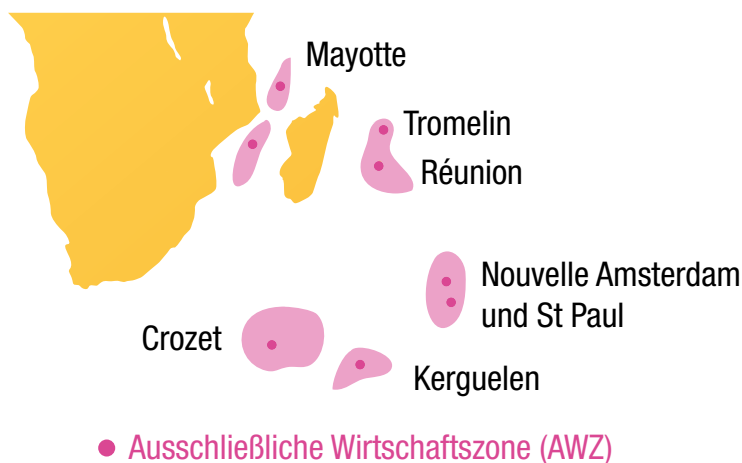 Mayotte
Tromelin
Réunion
Nouvelle Amsterdam
und St Paul
Crozet
Kerguelen
Ausschließliche Wirtschaftszone (AWZ)